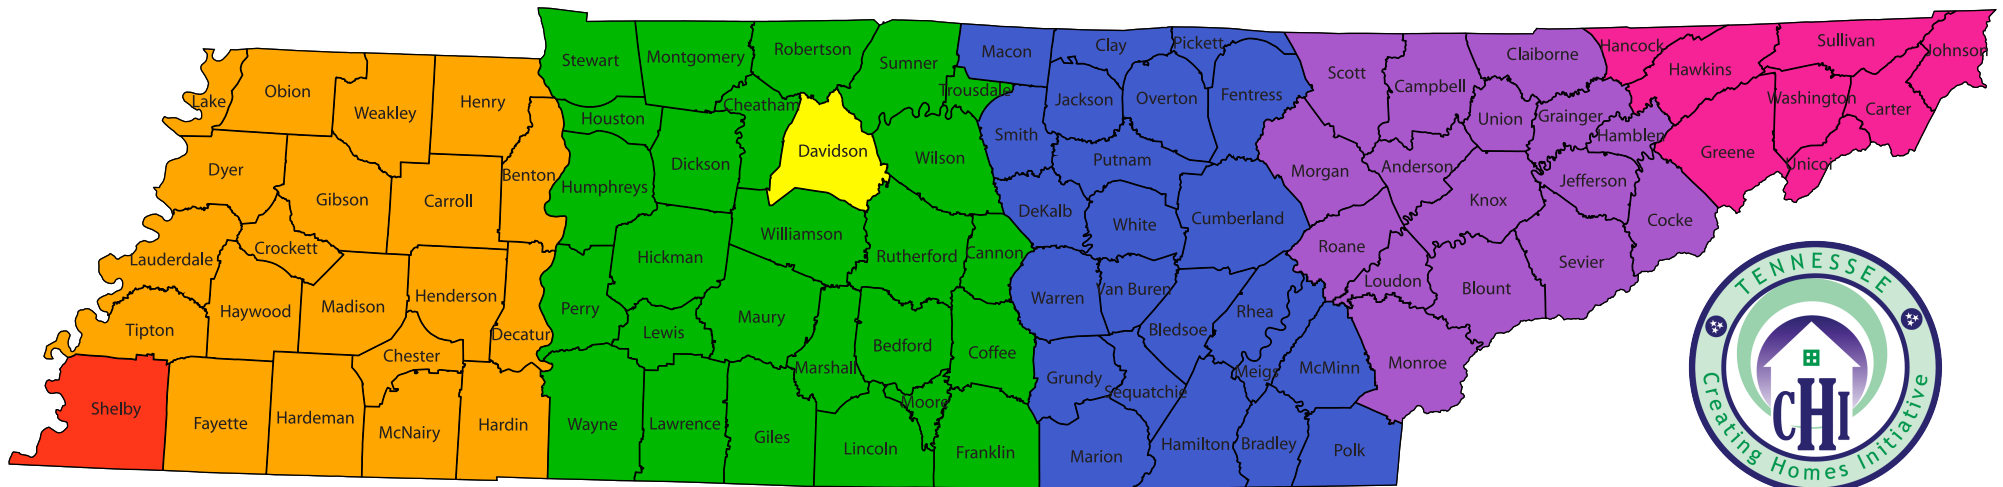 Lake
Obion
Weakley
Henry
Dyer
Gibson
Carroll
Benton
Lauderdale
Crockett
Haywood
Madison
Henderson
Decatur
Tipton
Chester
Shelby
Fayette
Hardeman
McNairy
Hardin
Stewart
Montgomery
Robertson
Sumner
Trousdale
Houston
Cheatham
Dickson
Davidson
Wilson
Humphreys
Williamson
Hickman
Rutherford
Cannon
Perry
Lewis
Maury
Marshall
Bedford
Coffee
Moore
Wayne
Lawrence
Giles
Lincoln
Franklin
Macon
Clay
Pickett
Jackson
Overton
Fentress
Smith
Putnam
DeKalb
White
Cumberland
Warren
Van Buren
Bledsoe
Rhea
Meigs
McMinn
Grundy
Sequatchie
Marion
Hamilton
Bradley
Polk
Scott
Campbell
Claiborne
Union
Grainger
Hamblen
Morgan
Anderson
Knox
Jefferson
Cocke
Roane
Loudon
Blount
Sevier
Monroe
Hancock
Hawkins
Sullivan
Johnson
Washington
Carter
Greene
Unicoi
TENNESSEE
CHI
Creating Homes Initiative